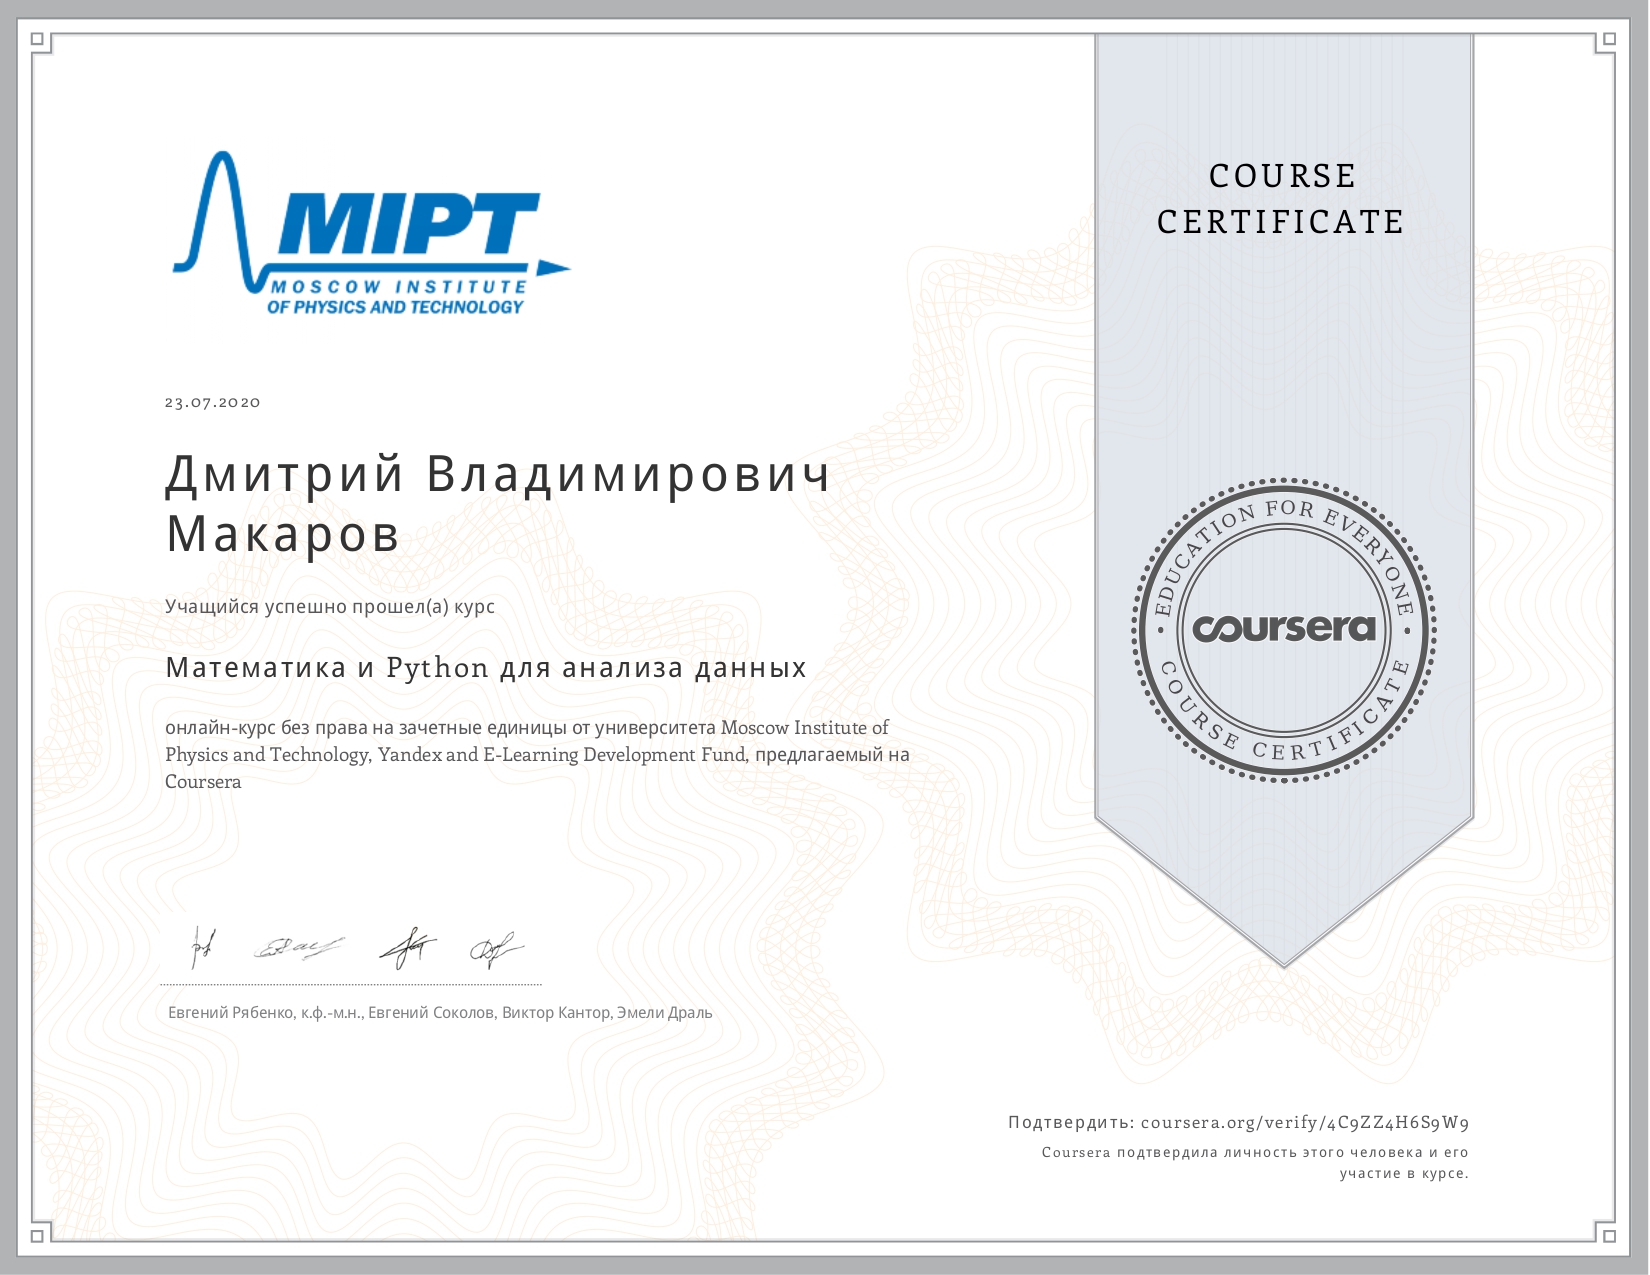 MIPT
MOSCOW INSTITUTE
OF PHYSICS AND TECHNOLOGY
COURSE
CERTIFICATE
23.07.2020
Дмитрий Владимирович
Макаров
Учащийся успешно прошел(а) курс
Математика и Python для анализа данных
онлайн-курс без права на зачетные единицы от университета Moscow Institute of
Physics and Technology, Yandex and E-Learning Development Fund, предлагаемый на
Coursera
EDUCATION FOR EVERYONE
coursera
COURSE CERTIFICATE
Евгений Рябенко, к.ф.-м.н., Евгений Соколов, Виктор Кантор, Эмели Драль
Подтвердить: coursera.org/verify/4C9ZZ4H6S9W9
Coursera подтвердила личность этого человека и его
участие в курсе.